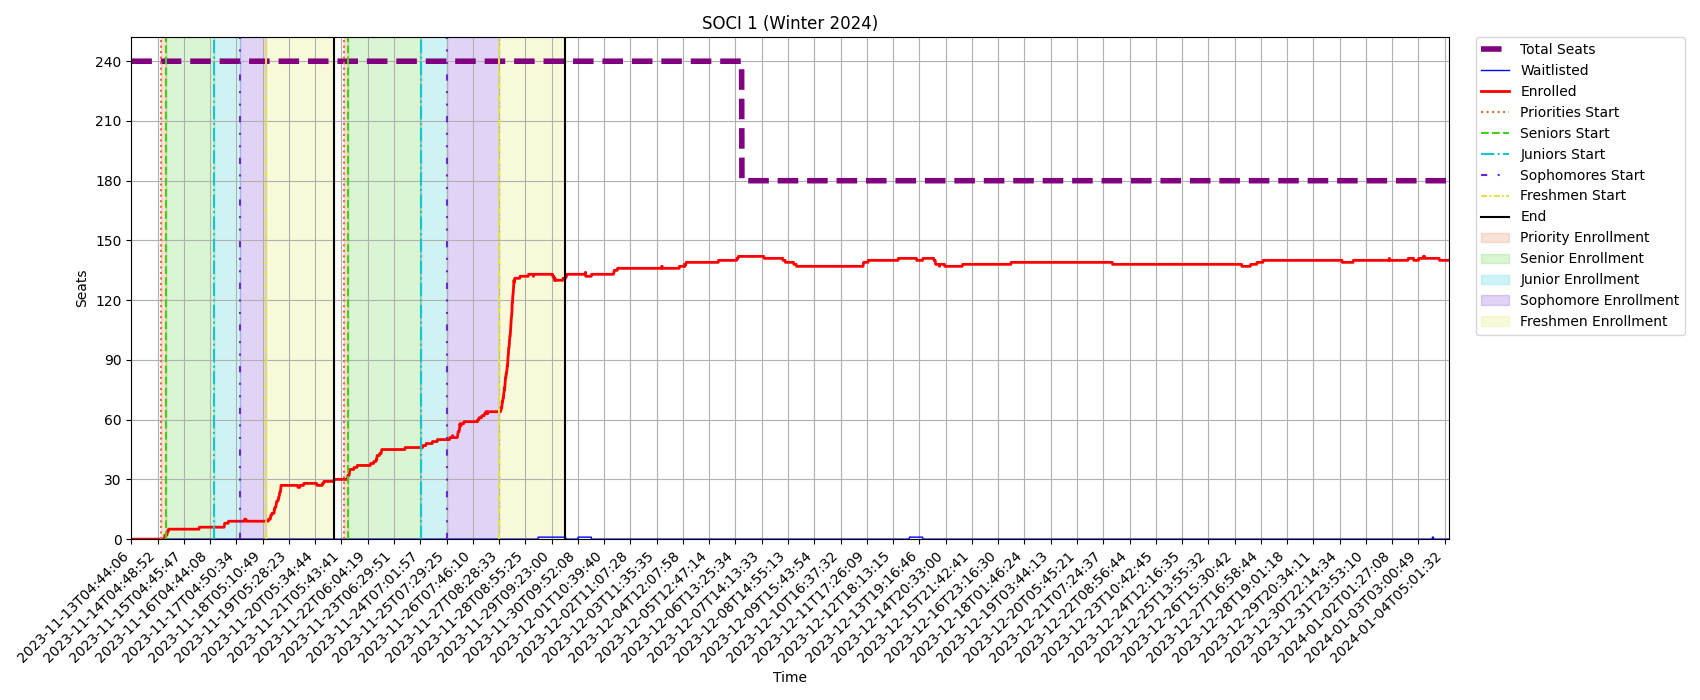 SOCI 1 (Winter 2024)
Seats
240
210
180
150
120
90
60
30
0
2023-11-13T04:44:06
2023-11-14T04:48:52
2023-11-15T04:45:47
2023-11-16T04:44:08
2023-11-17T04:50:34
2023-11-18T05:10:49
2023-11-19T05:28:23
2023-11-20T05:34:44
2023-11-21T05:43:41
2023-11-22T06:04:19
2023-11-23T06:29:51
2023-11-24T07:01:57
2023-11-25T07:29:25
2023-11-26T07:46:10
2023-11-27T08:28:33
2023-11-28T08:55:25
2023-11-29T09:23:00
2023-11-30T09:52:08
2023-12-01T10:39:40
2023-12-02T11:07:28
2023-12-03T11:35:35
2023-12-04T12:07:58
2023-12-05T12:47:14
2023-12-06T13:25:34
2023-12-07T14:13:33
2023-12-08T14:55:13
2023-12-09T15:43:54
2023-12-10T16:37:32
2023-12-11T17:26:09
2023-12-12T18:13:15
2023-12-13T19:16:46
2023-12-14T20:33:00
2023-12-15T21:42:41
2023-12-16T23:16:30
2023-12-18T01:46:24
2023-12-19T03:44:13
2023-12-20T05:45:21
2023-12-21T07:24:37
2023-12-22T08:56:44
2023-12-23T10:42:45
2023-12-24T12:16:35
2023-12-25T13:55:32
2023-12-26T15:30:42
2023-12-27T16:58:44
2023-12-28T19:01:18
2023-12-29T20:34:11
2023-12-30T22:14:34
2023-12-31T23:53:10
2024-01-02T01:27:08
2024-01-03T03:00:49
2024-01-04T05:01:32
Time
Total Seats
Waitlisted
Enrolled
Priorities Start
Seniors Start
Juniors Start
Sophomores Start
Freshmen Start
End
Priority Enrollment
Senior Enrollment
Junior Enrollment
Sophomore Enrollment
Freshmen Enrollment